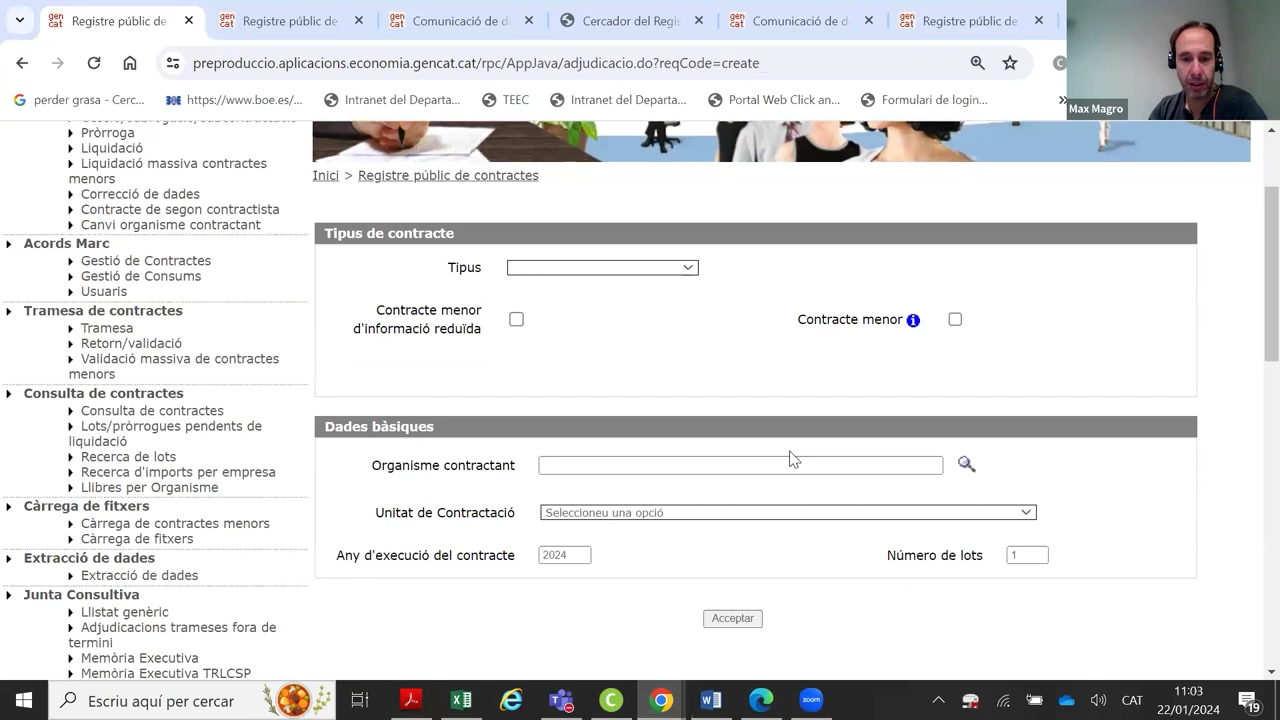 Registre públic de
Registre públic de
Comunicació de d
Cercador del Regis
Comunicació de d
Registre públic de
preproduccio.aplicacions.economia.gencat.cat/rpc/AppJava/adjudicacio.do?reqCode=create
Max Magro
perder grasa - Cerc...
https://www.boe.es/...
Intranet del Departa...
TEEC
Intranet del Departa...
Portal Web Click an...
Formulari de login...
Pròrroga
Liquidació
Liquidació massiva contractes
menors
Correcció de dades
Contracte de segon contractista
Canvi organisme contractant
Acords Marc
Gestió de Contractes
Gestió de Consums
Usuaris
Tramesa de contractes
Tramesa
Retorn/validació
Validació massiva de contractes
menors
Consulta de contractes
Consulta de contractes
Lots/pròrrogues pendents de
liquidació
Recerca de lots
Recerca d'imports per empresa
Llibres per Organisme
Càrrega de fitxers
Càrrega de contractes menors
Càrrega de fitxers
Extracció de dades
Extracció de dades
Junta Consultiva
Llistat genèric
Adjudicacions trameses fora de
termini
Memòria Executiva
Memòria Executiva TRLCSP
Inici > Registre públic de contractes
Tipus de contracte
Tipus
Contracte menor
d'informació reduïda
Contracte menor
Dades bàsiques
Organisme contractant
Unitat de Contractació
Seleccioneu una opció
Any d'execució del contracte
2024
Número de lots
1
Acceptar
Escriu aquí per cercar
zoom
CAT
11:03
22/01/2024
19